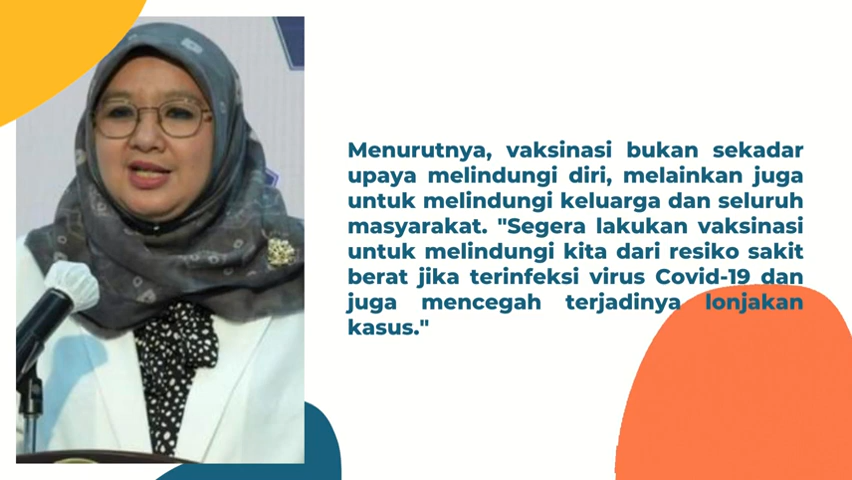 Menurutnya, vaksinasi bukan sekadar
upaya melindungi diri, melainkan juga
untuk melindungi keluarga dan seluruh
masyarakat. "Segera lakukan vaksinasi
untuk melindungi kita dari resiko sakit
berat jika terinfeksi virus Covid-19 dan
juga mencegah terjadinya lonjakan
kasus."